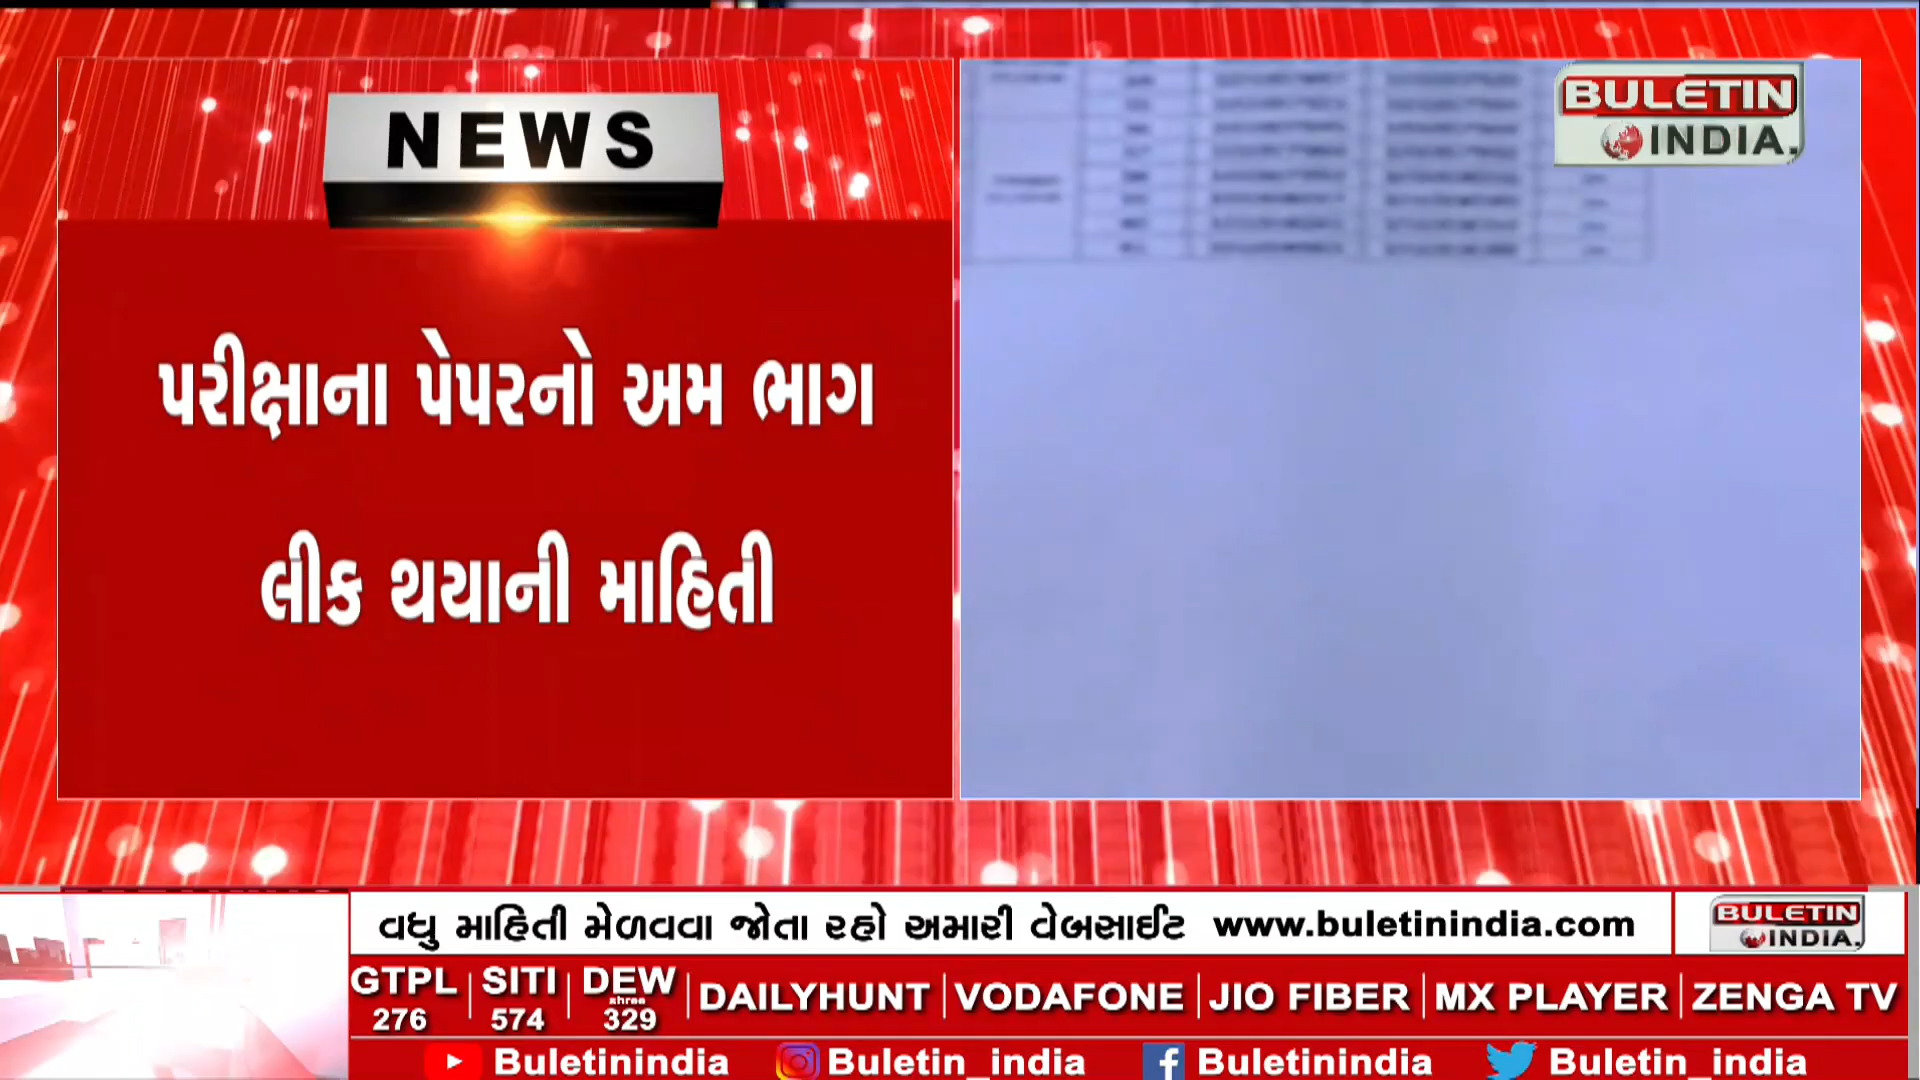 NEWS
પરીક્ષાના પેપરનો અમ ભાગ
લીક થયાની માહિતી
BULETIN
INDIA.
વધુ માહિતી મેળવવા જોતા રહો અમારી વેબસાઈટ www.buletinindia.com
BULETIN
INDIA.
GTPL 276 SITI 574 DEW shree 329 DAILYHUNT VODAFONE JIO FIBER MX PLAYER ZENGA TV
Buletinindia Buletin_india Buletinindia Buletin_india